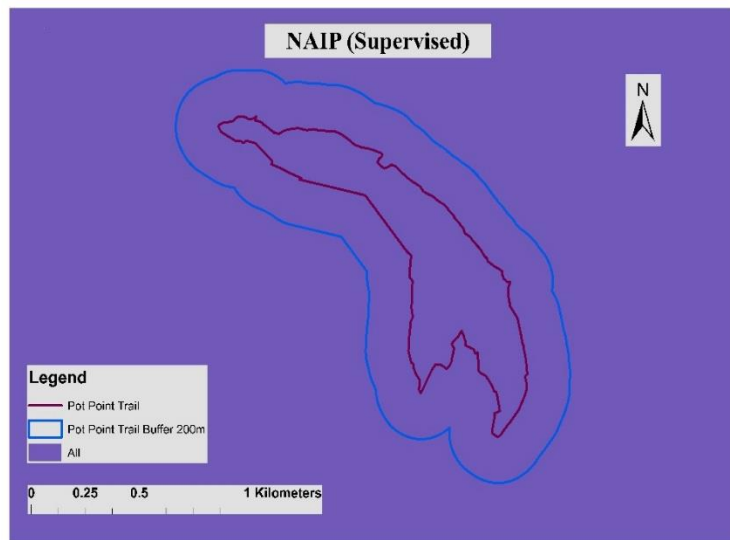 NAIP (Supervised)
N
Legend
Pot Point Trail
Pot Point Trail Buffer 200m
All
0 0.25 0.5 1 Kilometers